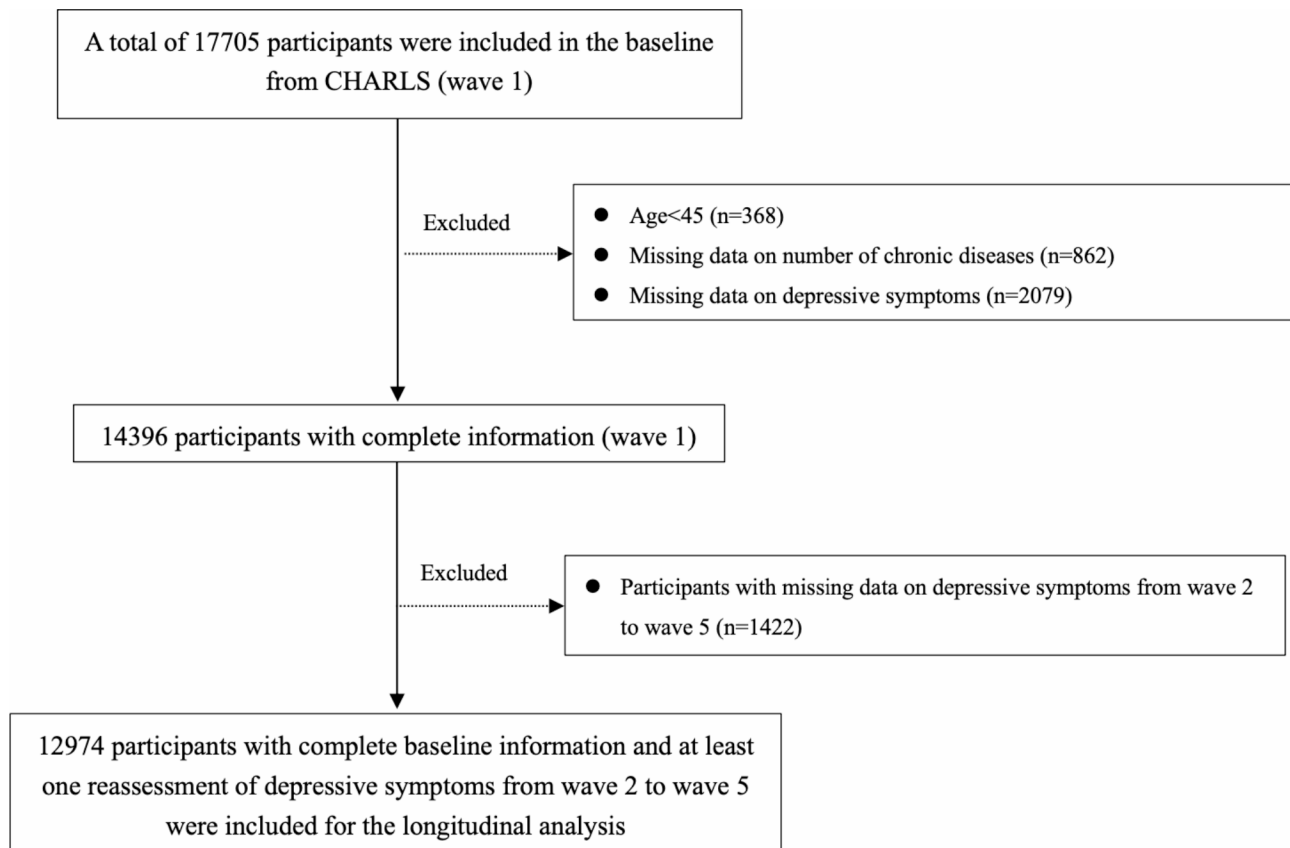 A total of 17705 participants were included in the baseline
from CHARLS (wave 1)
Excluded
● Age<45 (n=368)
● Missing data on number of chronic diseases (n=862)
● Missing data on depressive symptoms (n=2079)
14396 participants with complete information (wave 1)
Excluded
● Participants with missing data on depressive symptoms from wave 2
to wave 5 (n=1422)
12974 participants with complete baseline information and at least
one reassessment of depressive symptoms from wave 2 to wave 5
were included for the longitudinal analysis